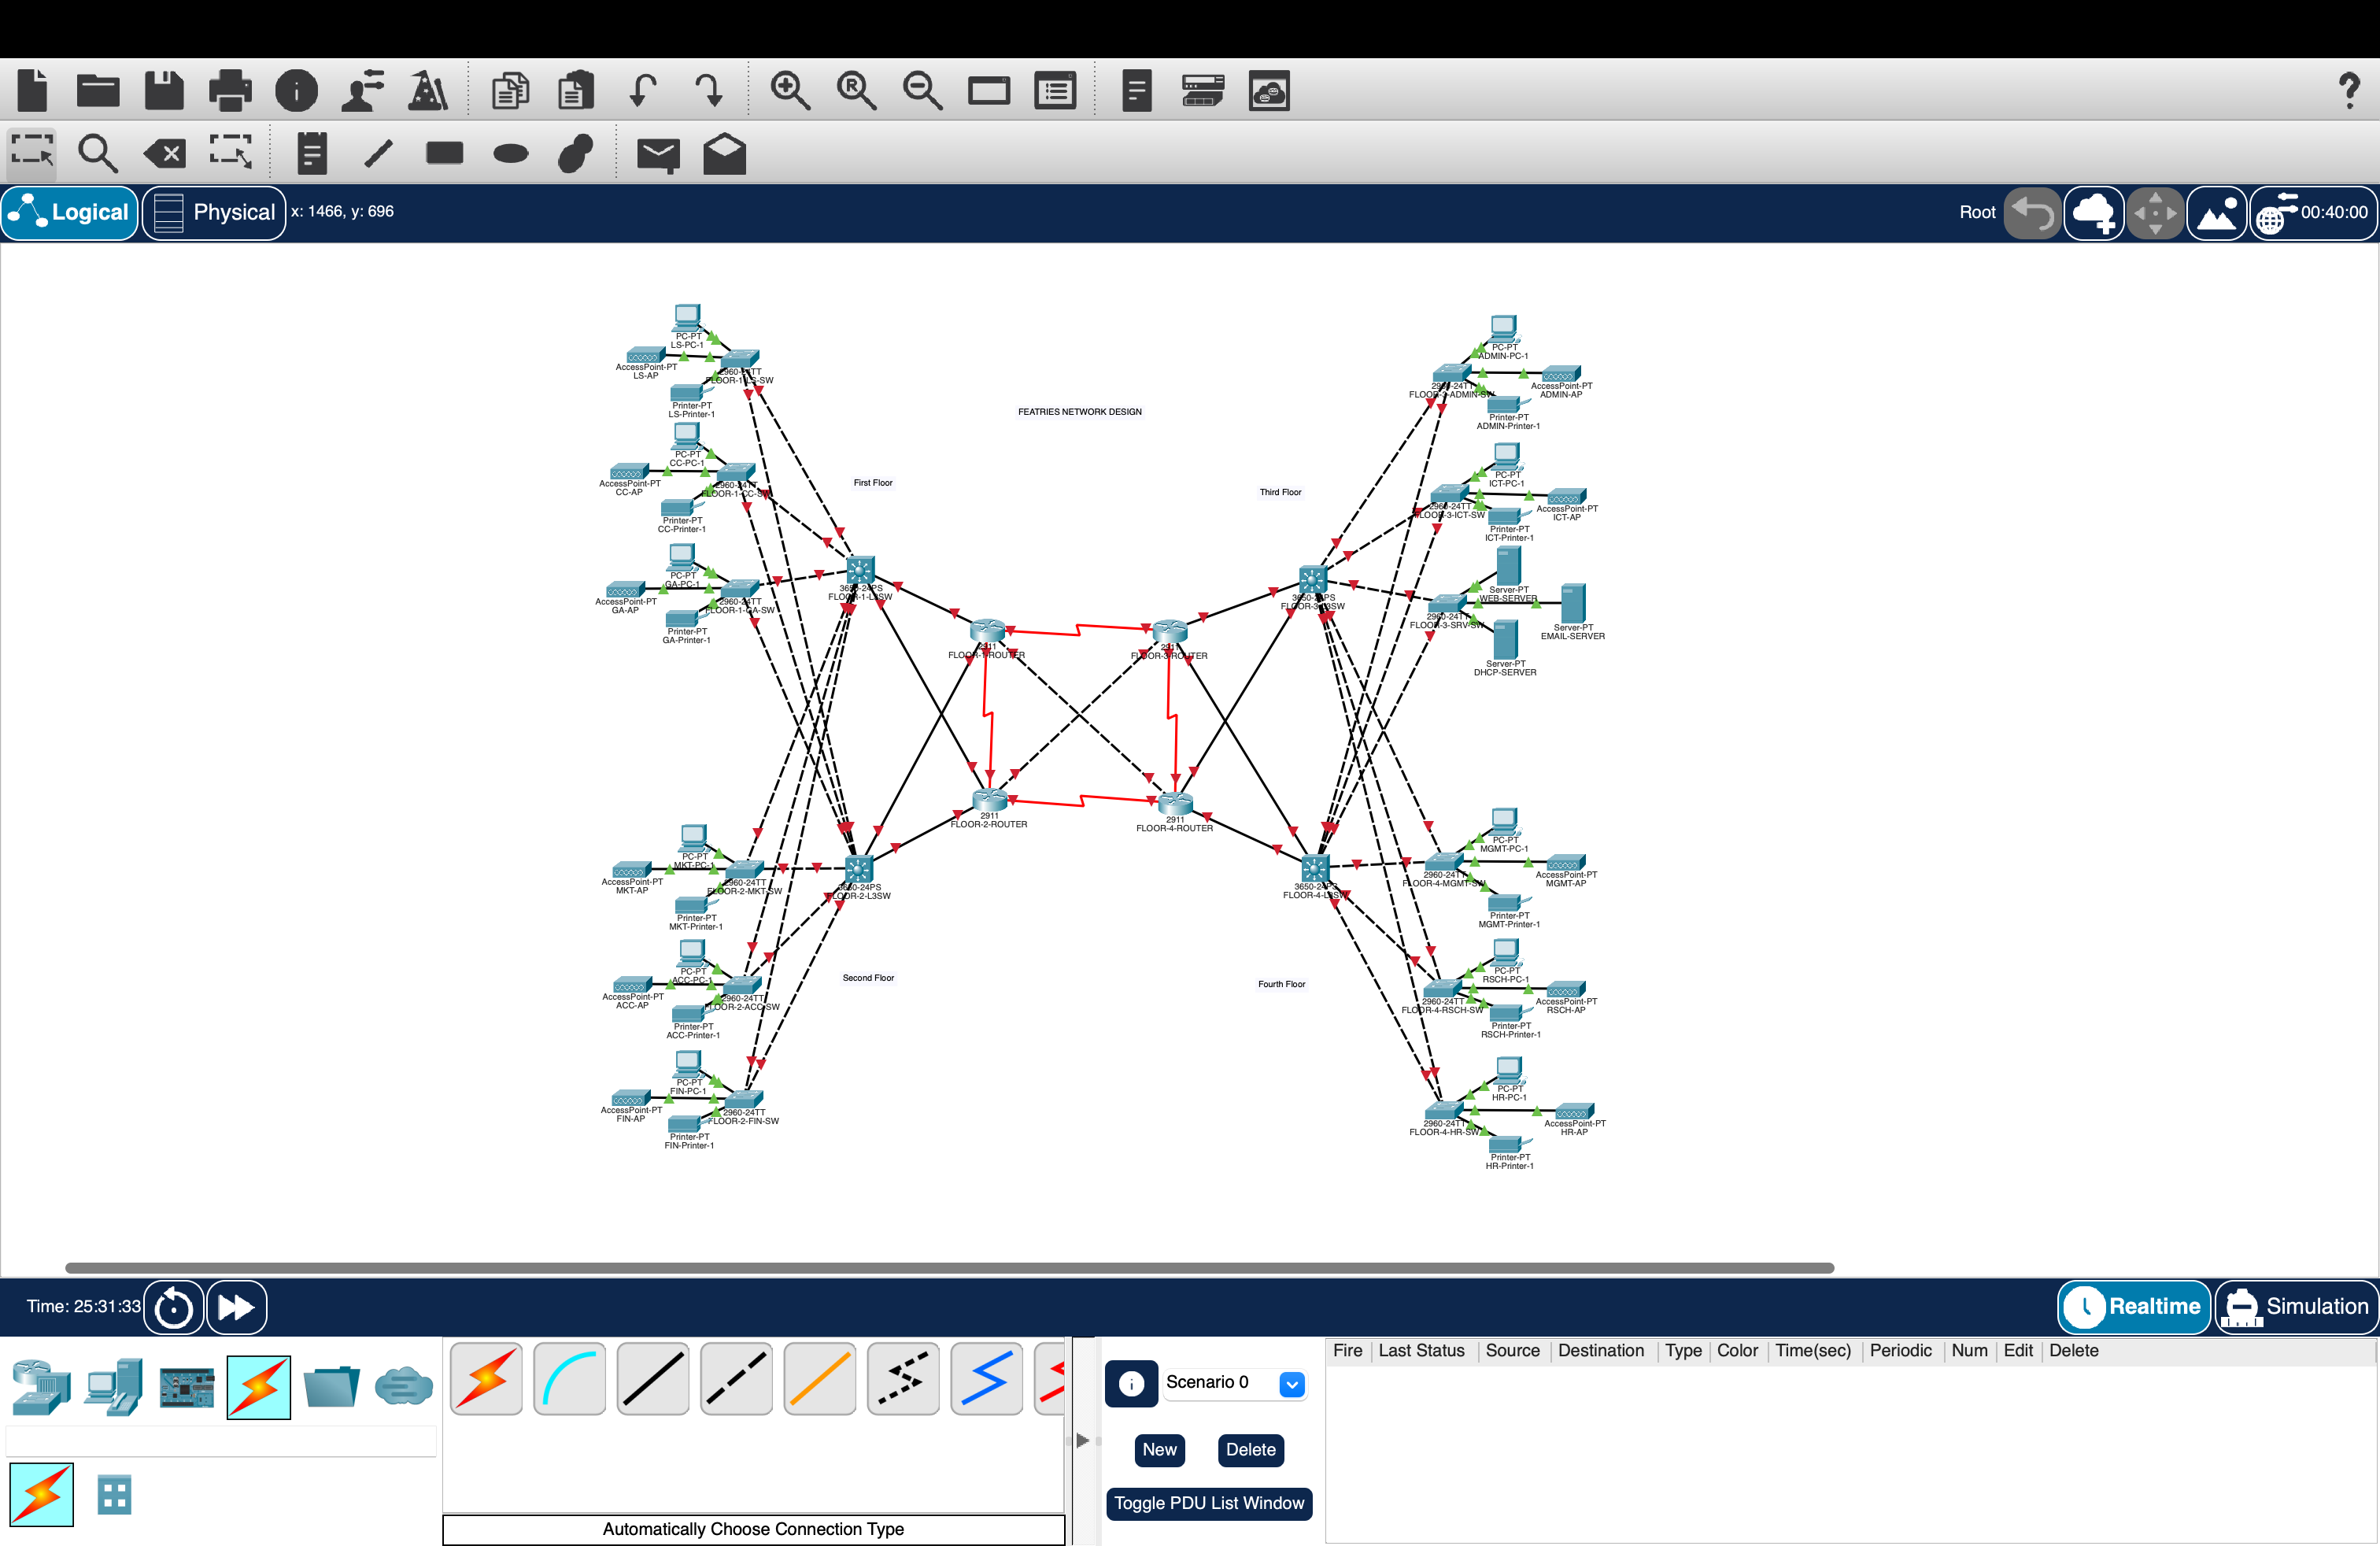 Logical
Physical
x: 1466, y: 696
Root
00:40:00
FEATRIES NETWORK DESIGN
First Floor
Third Floor
Second Floor
Fourth Floor
PC-PT
LS-PC-1
AccessPoint-PT
LS-AP
2960-24TT
FLOOR-1-LS-SW
Printer-PT
LS-Printer-1
PC-PT
CC-PC-1
AccessPoint-PT
CC-AP
2960-24TT
FLOOR-1-CC-SW
Printer-PT
CC-Printer-1
PC-PT
GA-PC-1
AccessPoint-PT
GA-AP
2960-24TT
FLOOR-1-GA-SW
Printer-PT
GA-Printer-1
3650-24PS
FLOOR-1-L3SW
2911
FLOOR-1-ROUTER
2911
FLOOR-3-ROUTER
2911
FLOOR-2-ROUTER
2911
FLOOR-4-ROUTER
PC-PT
MKT-PC-1
AccessPoint-PT
MKT-AP
2960-24TT
FLOOR-2-MKT-SW
Printer-PT
MKT-Printer-1
3650-24PS
FLOOR-2-L3SW
PC-PT
ACC-PC-1
AccessPoint-PT
ACC-AP
2960-24TT
FLOOR-2-ACC-SW
Printer-PT
ACC-Printer-1
PC-PT
FIN-PC-1
AccessPoint-PT
FIN-AP
2960-24TT
FLOOR-2-FIN-SW
Printer-PT
FIN-Printer-1
PC-PT
ADMIN-PC-1
2960-24TT
FLOOR-3-ADMIN-SW
AccessPoint-PT
ADMIN-AP
Printer-PT
ADMIN-Printer-1
PC-PT
ICT-PC-1
2960-24TT
FLOOR-3-ICT-SW
AccessPoint-PT
ICT-AP
Printer-PT
ICT-Printer-1
3650-24PS
FLOOR-3-L3SW
Server-PT
WEB-SERVER
2960-24TT
FLOOR-3-SRV-SW
Server-PT
EMAIL-SERVER
Server-PT
DHCP-SERVER
PC-PT
MGMT-PC-1
3650-24PS
FLOOR-4-L3SW
2960-24TT
FLOOR-4-MGMT-SW
AccessPoint-PT
MGMT-AP
Printer-PT
MGMT-Printer-1
PC-PT
RSCH-PC-1
2960-24TT
FLOOR-4-RSCH-SW
AccessPoint-PT
RSCH-AP
Printer-PT
RSCH-Printer-1
PC-PT
HR-PC-1
2960-24TT
FLOOR-4-HR-SW
AccessPoint-PT
HR-AP
Printer-PT
HR-Printer-1
Time: 25:31:33
Realtime
Simulation
Scenario 0
New
Delete
Toggle PDU List Window
Fire Last Status Source Destination Type Color Time(sec) Periodic Num Edit Delete
Automatically Choose Connection Type